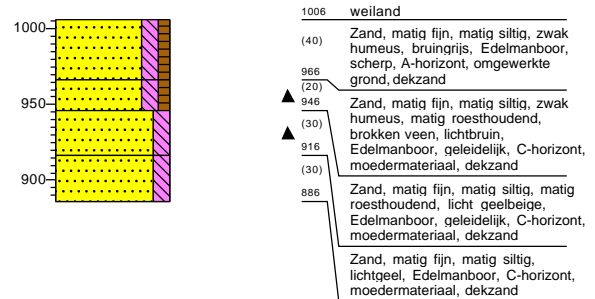 1000
950
900
1006 weiland
(40)
Zand, matig fijn, matig siltig, zwak
humeus, bruingrijs, Edelmanboor,
scherp, A-horizont, omgewerkte
grond, dekzand
966
(20)
946
Zand, matig fijn, matig siltig, zwak
humeus, matig roesthoudend,
brokken veen, lichtbruin,
Edelmanboor, geleidelijk, C-horizont,
moedermateriaal, dekzand
(30)
916
Zand, matig fijn, matig siltig, matig
roesthoudend, licht geelbeige,
Edelmanboor, geleidelijk, C-horizont,
moedermateriaal, dekzand
(30)
886
Zand, matig fijn, matig siltig,
lichtgeel, Edelmanboor, C-horizont,
moedermateriaal, dekzand